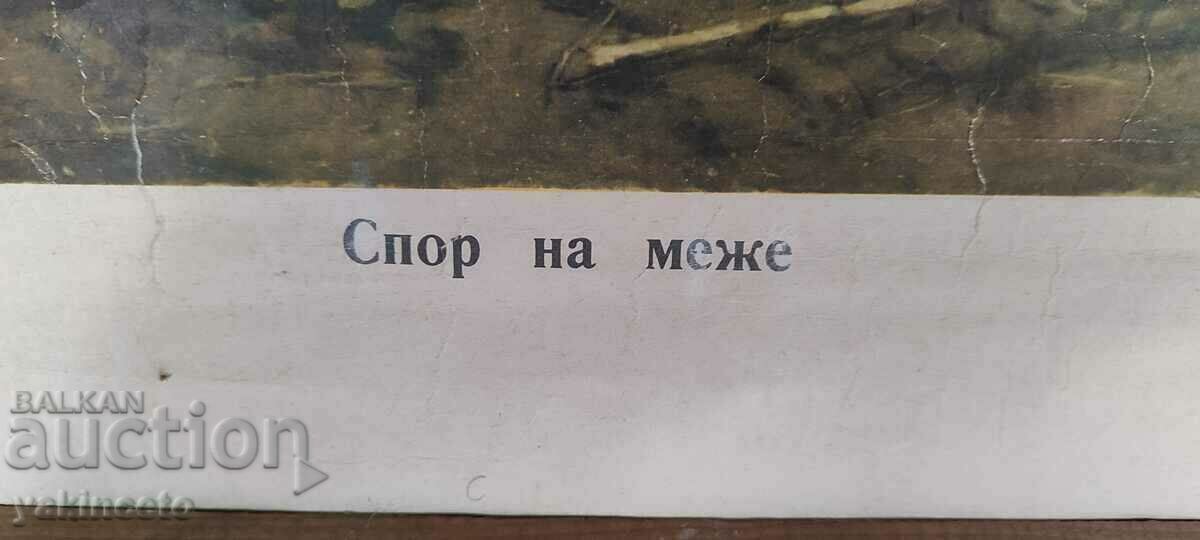 Спор на меже
BALKAN
auction
yakinceto
c